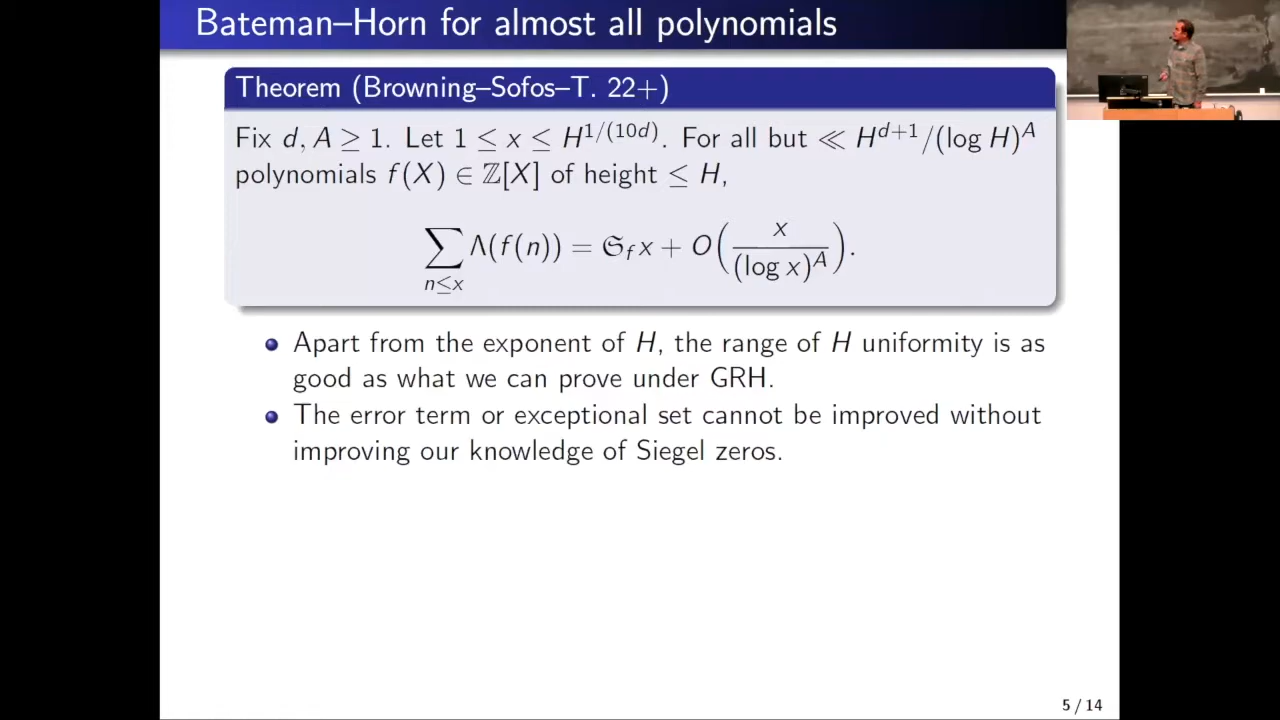 Bateman–Horn for almost all polynomials
Theorem (Browning–Sofos–T. 22+)
Fix d, A ≥ 1. Let 1 ≤ x ≤ H^{1/(10d)}. For all but ≪ H^{d+1}/(log H)^A
polynomials f(X) ∈ ℤ[X] of height ≤ H,
∑_{n≤x} Λ(f(n)) = 𝔖_f x + O(x/(log x)^A).
Apart from the exponent of H, the range of H uniformity is as
good as what we can prove under GRH.
The error term or exceptional set cannot be improved without
improving our knowledge of Siegel zeros.
5 / 14